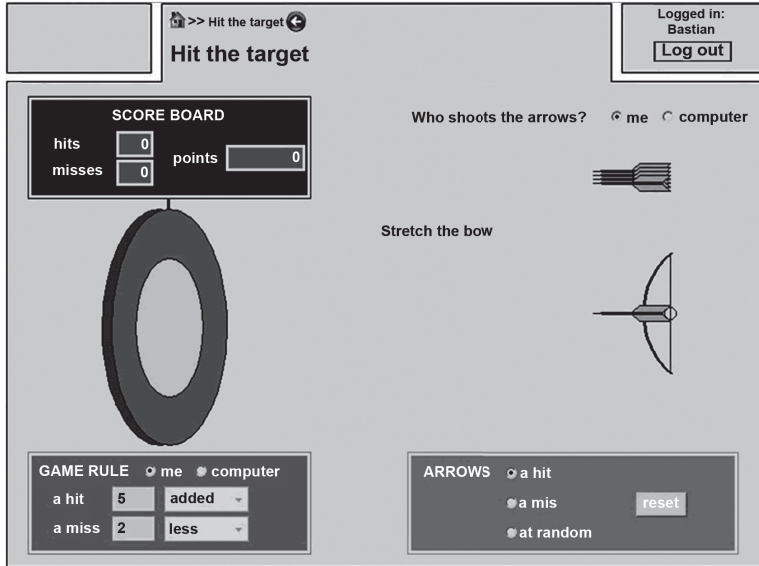 >> Hit the target
Hit the target
Logged in:
Bastian
Log out
SCORE BOARD
hits 0
misses 0
points 0
Who shoots the arrows? me computer
Stretch the bow
GAME RULE me computer
a hit 5 added
a miss 2 less
ARROWS a hit
a mis
at random
reset